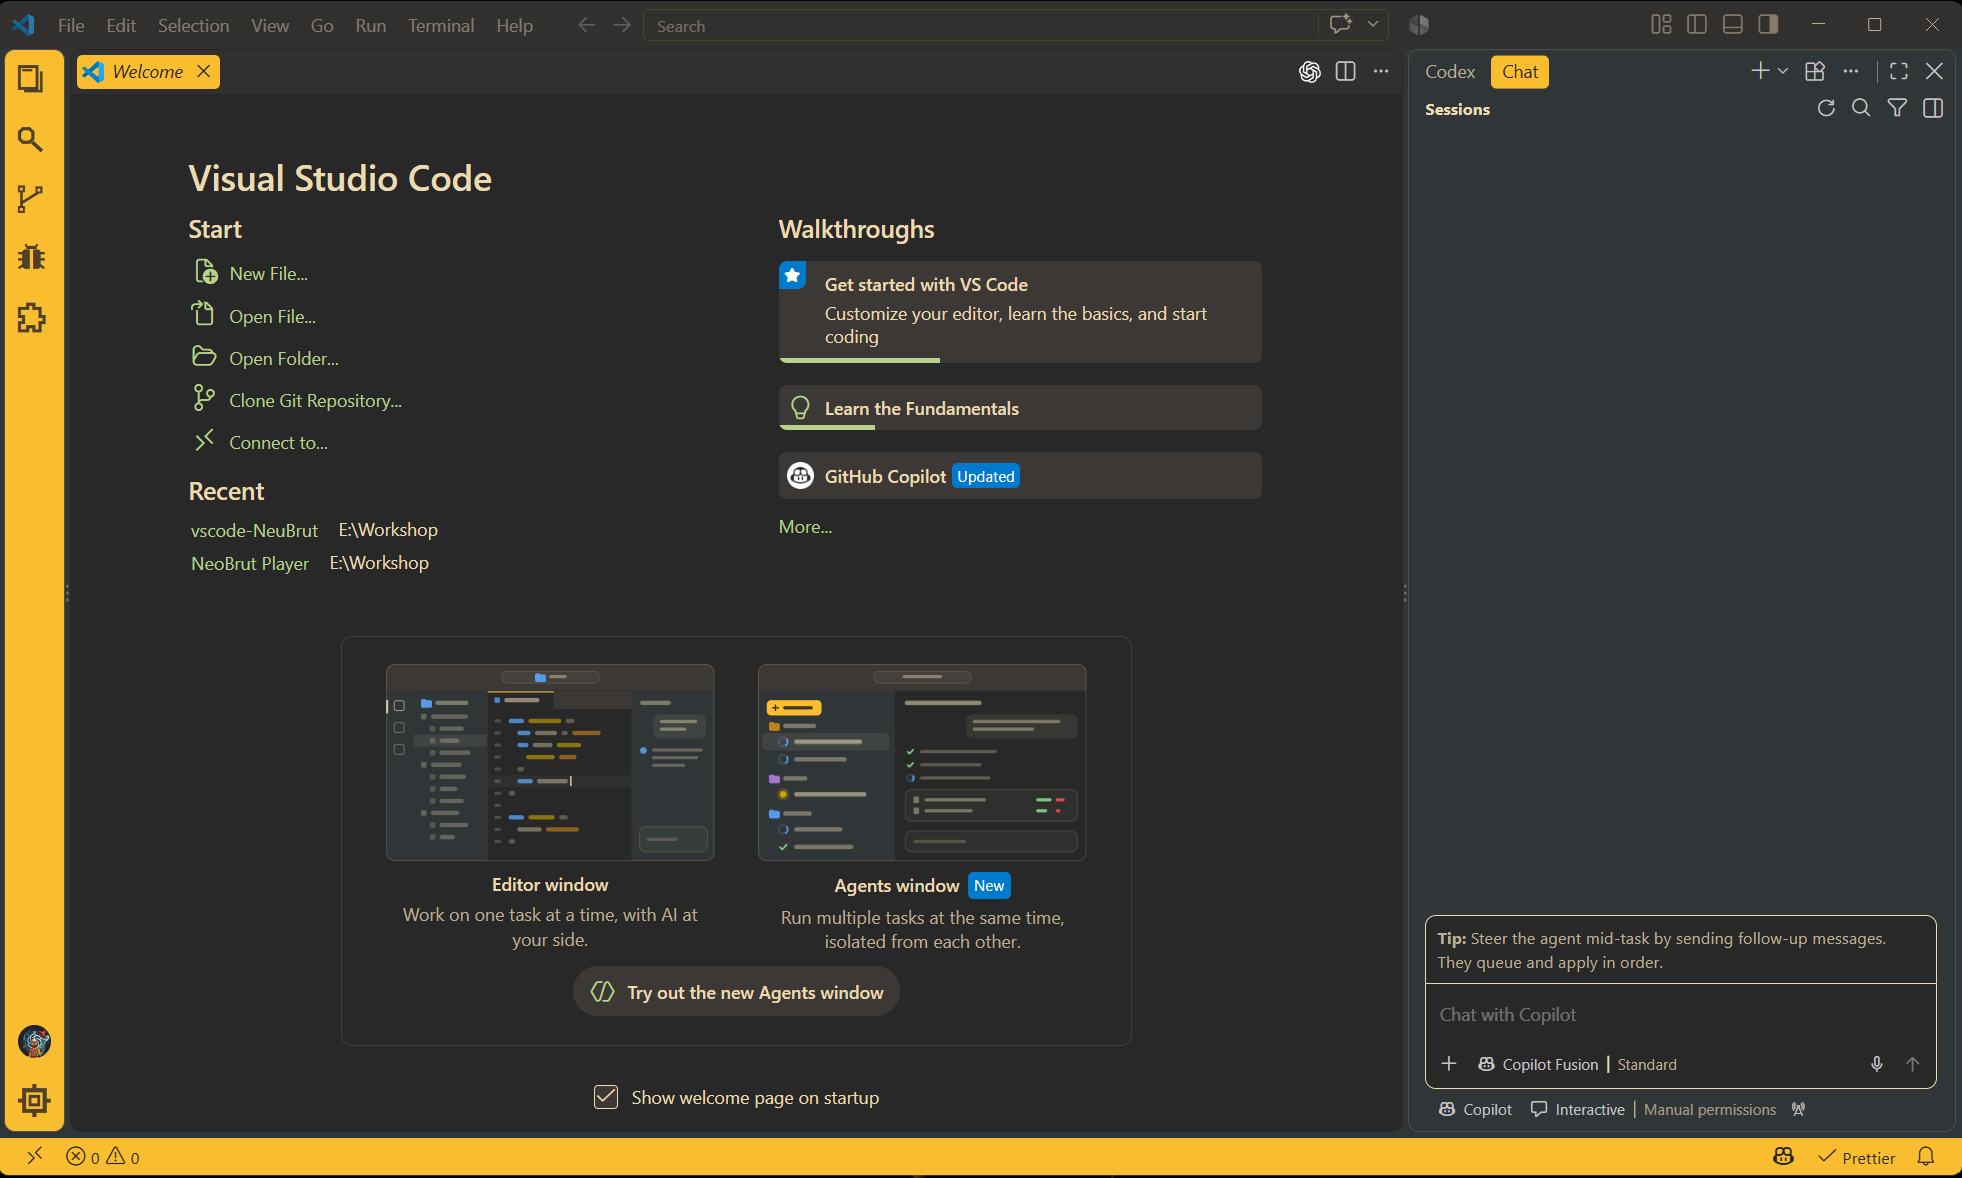 File Edit Selection View Go Run Terminal Help
Search
Welcome
Visual Studio Code
Start
New File...
Open File...
Open Folder...
Clone Git Repository...
Connect to...
Recent
vscode-NeuBrut E:\Workshop
NeoBrut Player E:\Workshop
Walkthroughs
Get started with VS Code
Customize your editor, learn the basics, and start
coding
Learn the Fundamentals
GitHub Copilot Updated
More...
Editor window
Work on one task at a time, with AI at
your side.
Agents window New
Run multiple tasks at the same time,
isolated from each other.
Try out the new Agents window
Show welcome page on startup
Codex Chat
Sessions
Tip: Steer the agent mid-task by sending follow-up messages.
They queue and apply in order.
Chat with Copilot
Copilot Fusion | Standard
Copilot Interactive | Manual permissions
0 0
Prettier